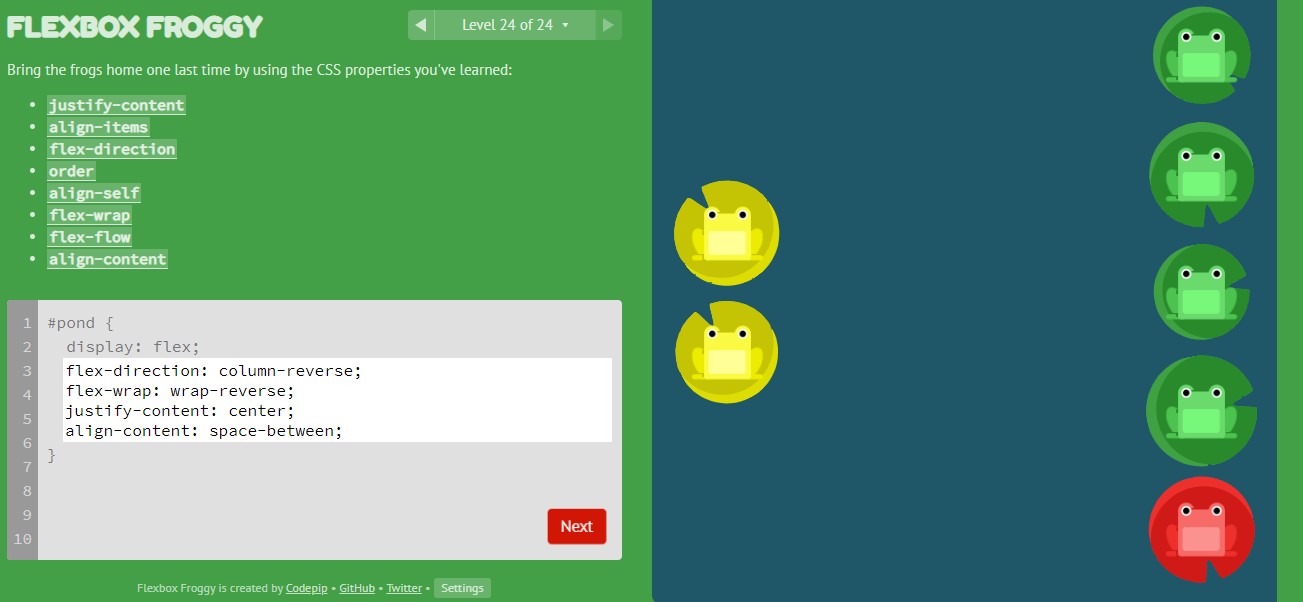 FLEXBOX FROGGY
◀ Level 24 of 24 ▾ ▶
Bring the frogs home one last time by using the CSS properties you've learned:
• justify-content
• align-items
• flex-direction
• order
• align-self
• flex-wrap
• flex-flow
• align-content
1 #pond {
2 display: flex;
3 flex-direction: column-reverse;
4 flex-wrap: wrap-reverse;
5 justify-content: center;
6 align-content: space-between;
7 }
8
9
10
Next
Flexbox Froggy is created by Codepip • GitHub • Twitter • Settings